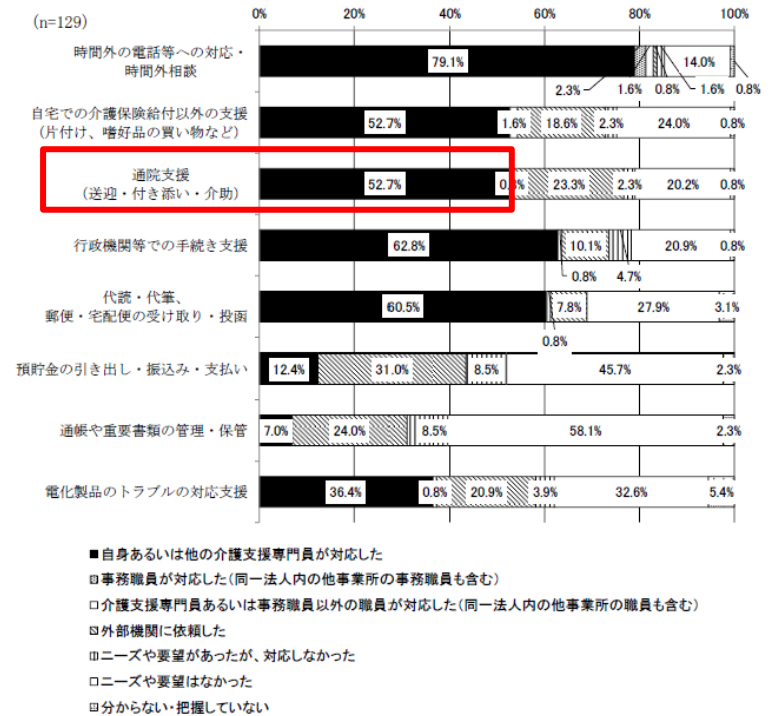 (n=129)
0% 20% 40% 60% 80% 100%
時間外の電話等への対応・
時間外相談
79.1% 14.0%
2.3% 1.6% 0.8% 1.6% 0.8%
自宅での介護保険給付以外の支援
(片付け、嗜好品の買い物など)
52.7% 1.6% 18.6% 2.3% 24.0% 0.8%
通院支援
(送迎・付き添い・介助)
52.7% 23.3% 2.3% 20.2% 0.8%
行政機関等での手続き支援
62.8% 10.1% 20.9% 0.8%
0.8% 4.7%
代読・代筆、
郵便・宅配便の受け取り・投函
60.5% 7.8% 27.9% 3.1%
0.8%
預貯金の引き出し・振込み・支払い
12.4% 31.0% 8.5% 45.7% 2.3%
通帳や重要書類の管理・保管
7.0% 24.0% 8.5% 58.1% 2.3%
電化製品のトラブルの対応支援
36.4% 0.8% 20.9% 3.9% 32.6% 5.4%
■自身あるいは他の介護支援専門員が対応した
事務職員が対応した(同一法人内の他事業所の事務職員も含む)
□介護支援専門員あるいは事務職員以外の職員が対応した(同一法人内の他事業所の職員も含む)
外部機関に依頼した
ニーズや要望があったが、対応しなかった
□ニーズや要望はなかった
分からない・把握していない